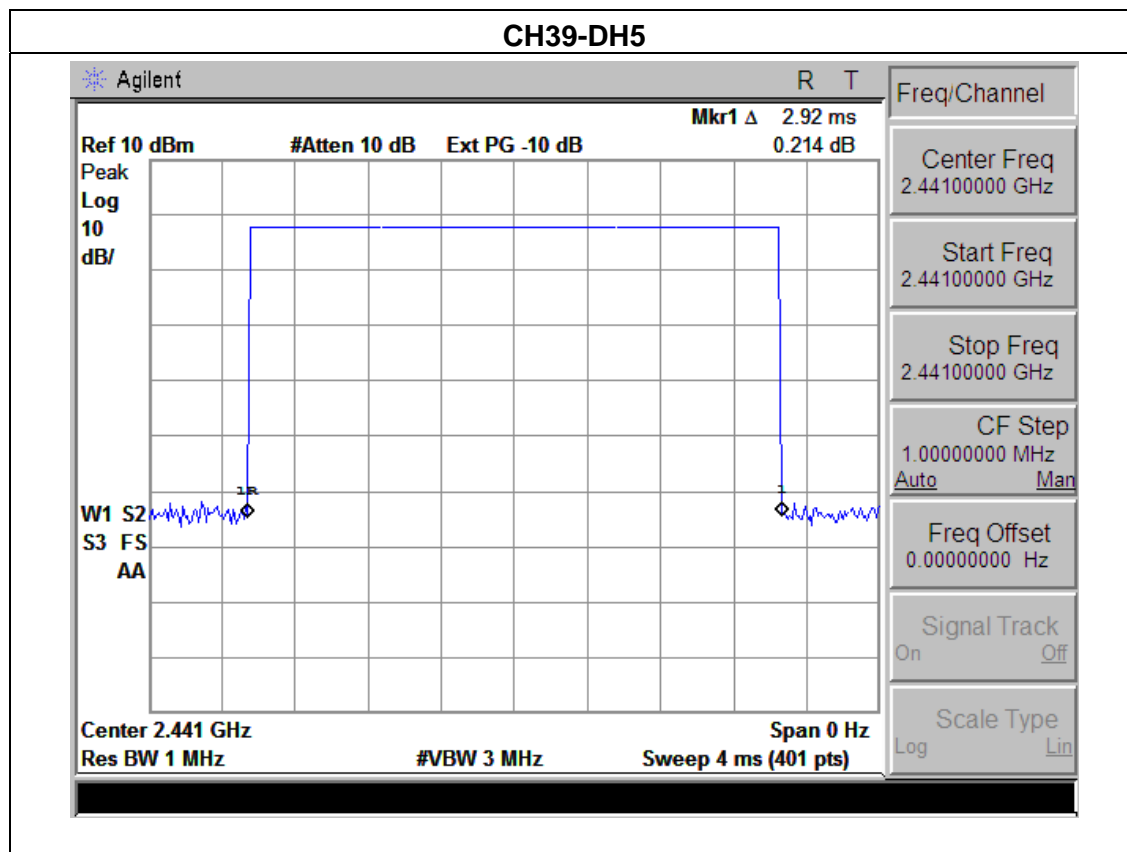 CH39-DH5
Agilent R T
Mkr1 Δ 2.92 ms
Ref 10 dBm #Atten 10 dB Ext PG -10 dB 0.214 dB
Peak
Log
10
dB/
1R
1
W1 S2
S3 FS
AA
Center 2.441 GHz Span 0 Hz
Res BW 1 MHz #VBW 3 MHz Sweep 4 ms (401 pts)
Freq/Channel
Center Freq
2.44100000 GHz
Start Freq
2.44100000 GHz
Stop Freq
2.44100000 GHz
CF Step
1.00000000 MHz
Auto Man
Freq Offset
0.00000000 Hz
Signal Track
On Off
Scale Type
Log Lin